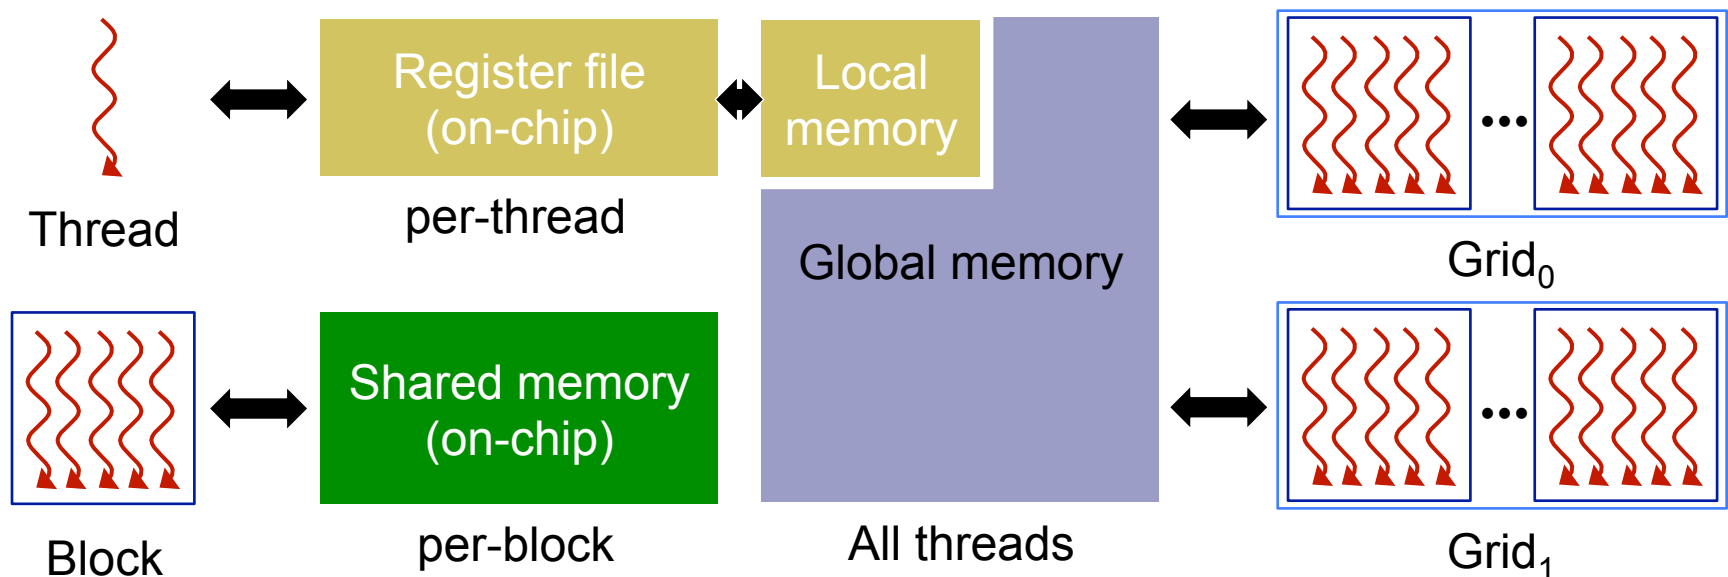 Thread
Register file
(on-chip)
per-thread
Local
memory
Global memory
Grid₀
Block
Shared memory
(on-chip)
per-block
All threads
Grid₁